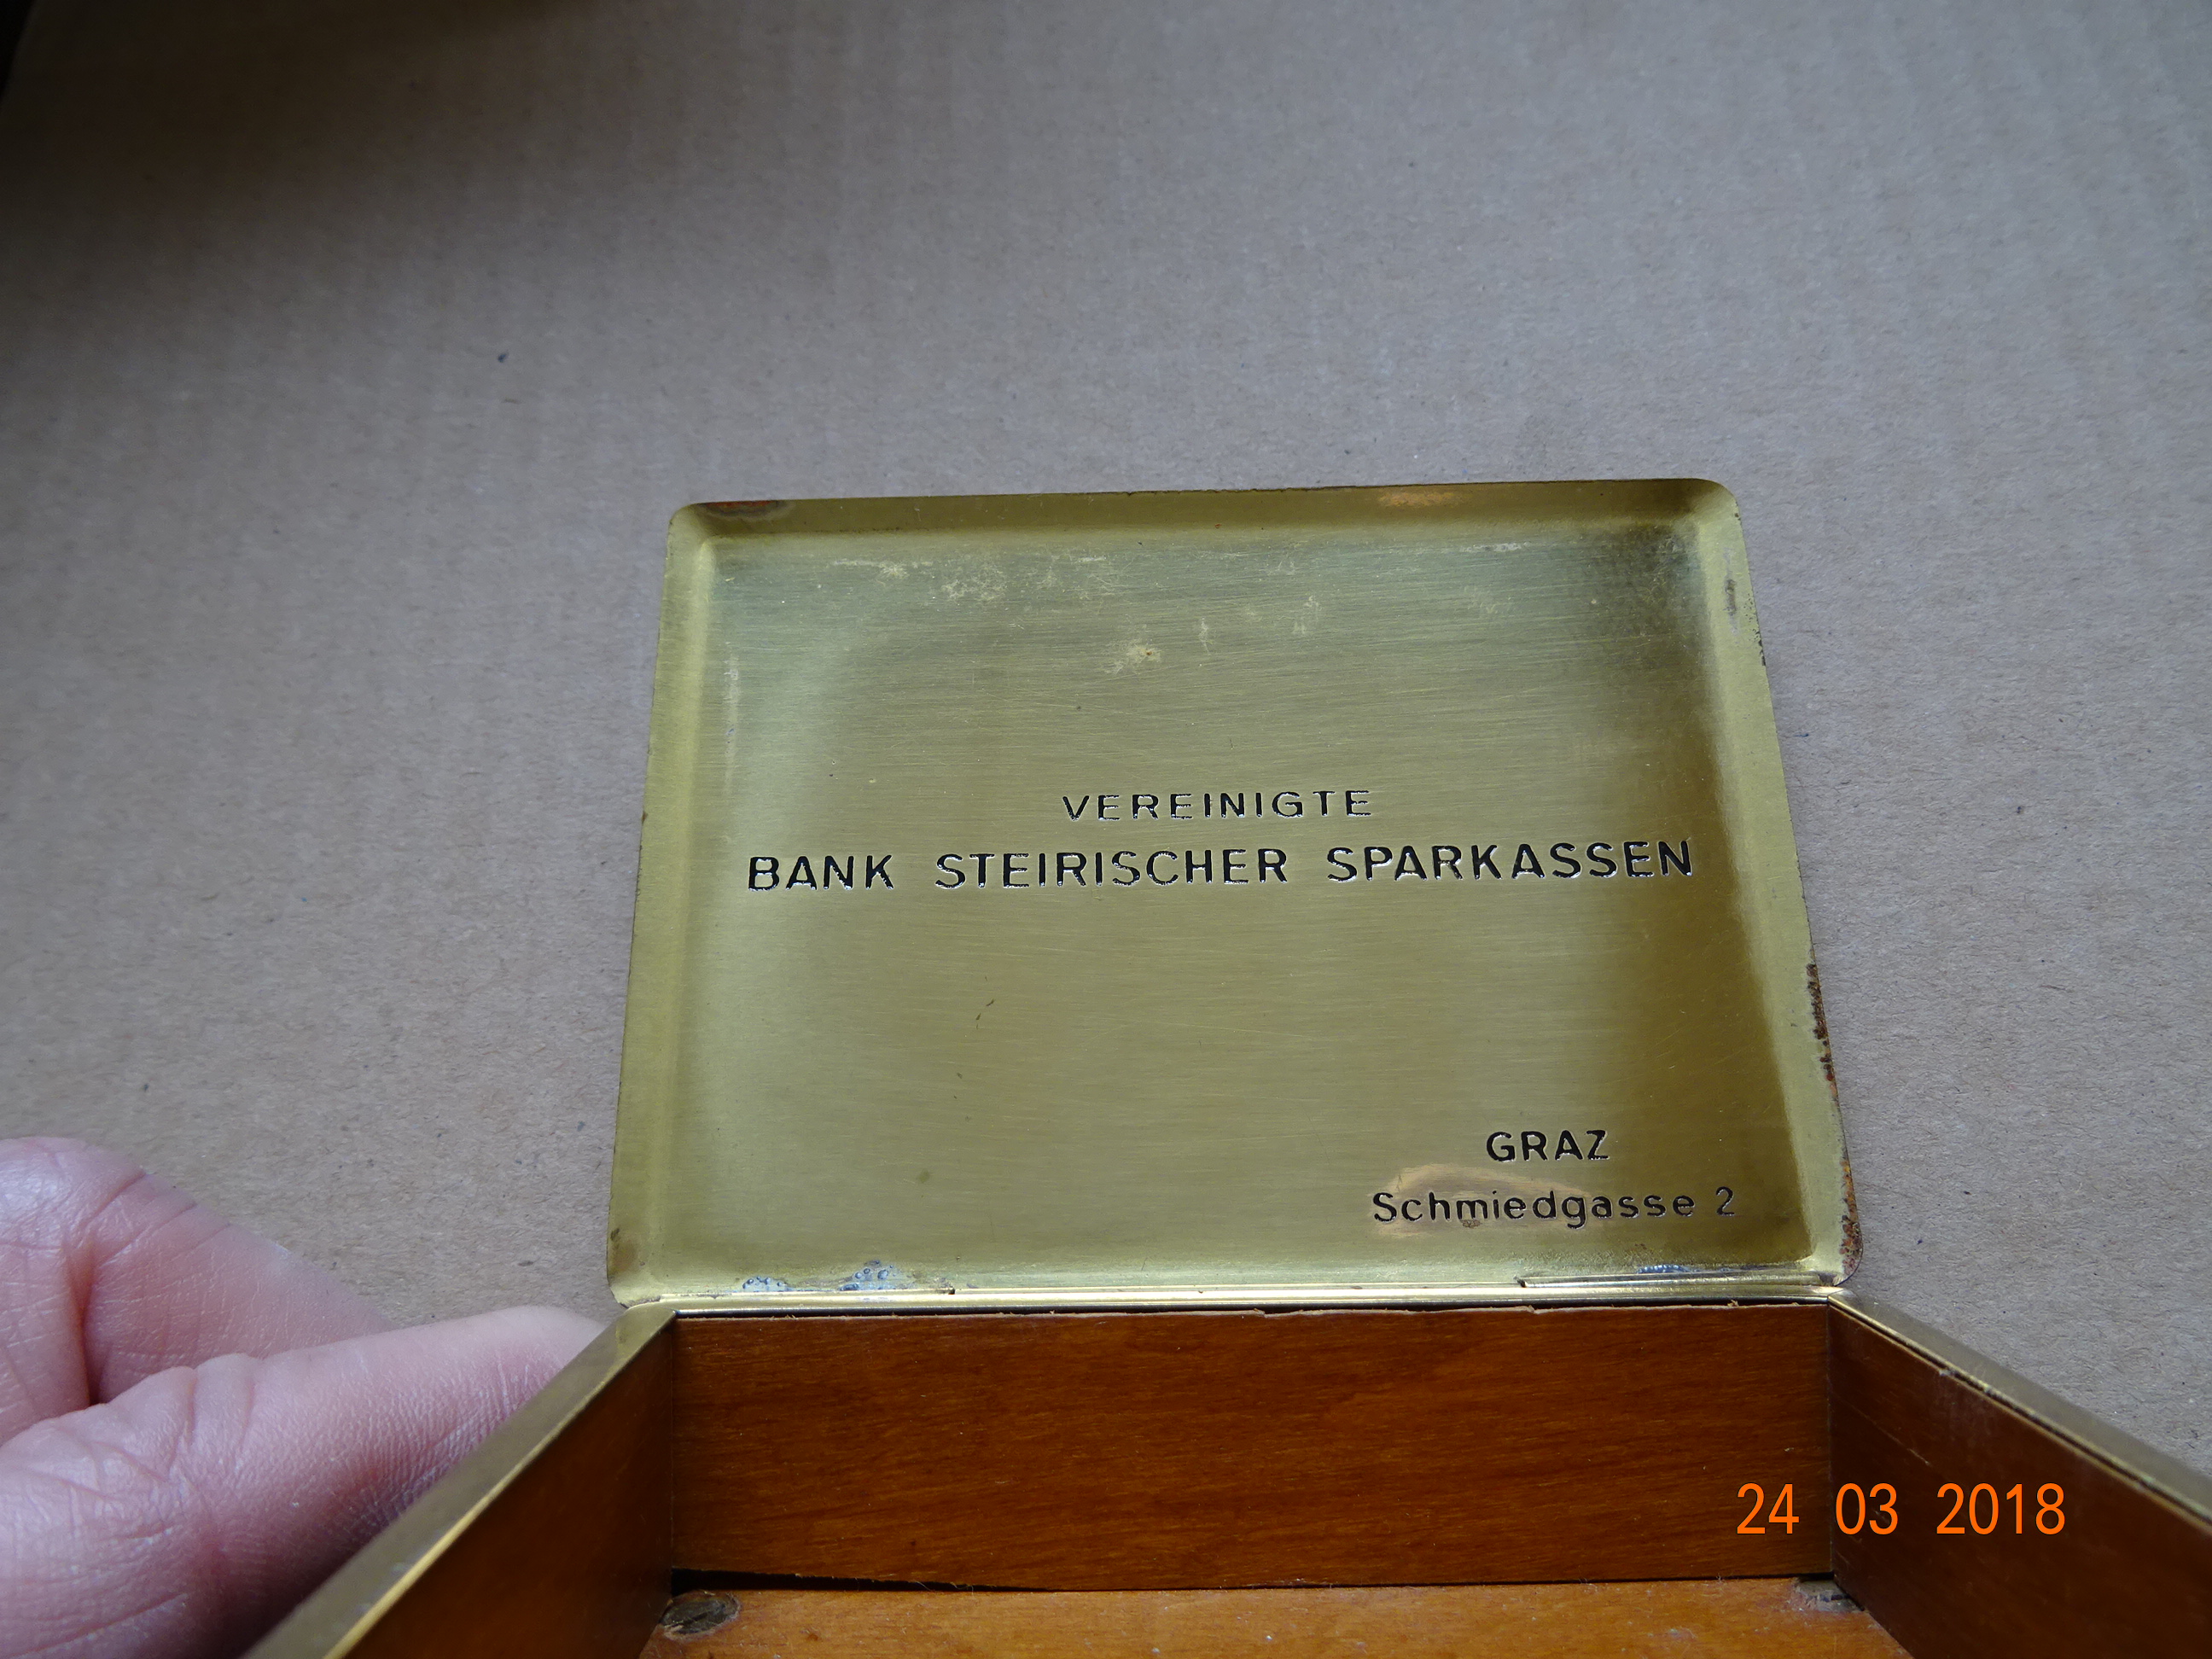 VEREINIGTE
BANK STEIRISCHER SPARKASSEN
GRAZ
Schmiedgasse 2
24 03 2018